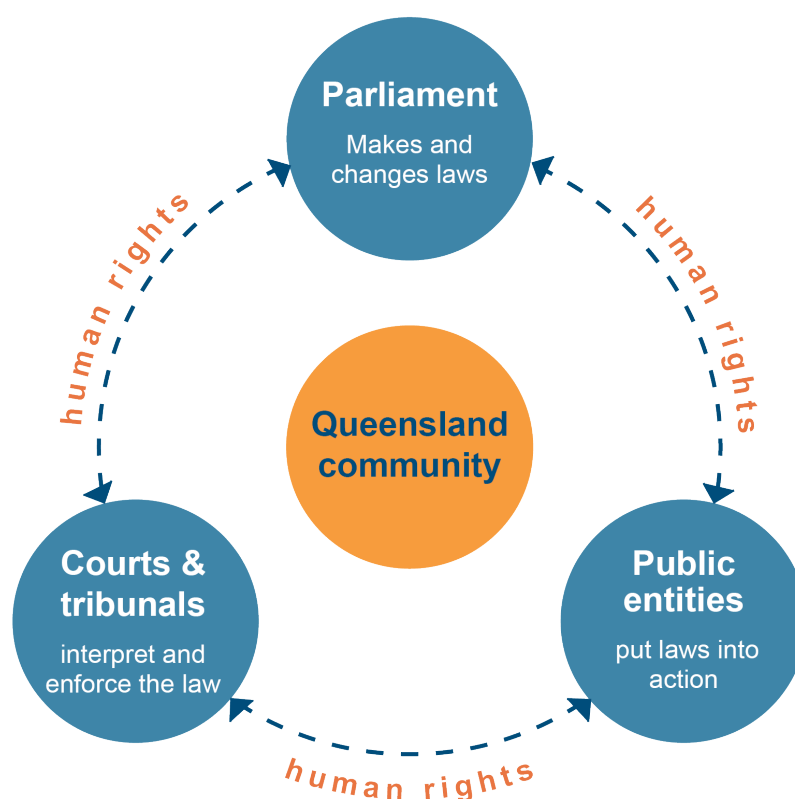 Parliament
Makes and
changes laws
human rights
human rights
Queensland
community
Courts &
tribunals
interpret and
enforce the law
Public
entities
put laws into
action
human rights